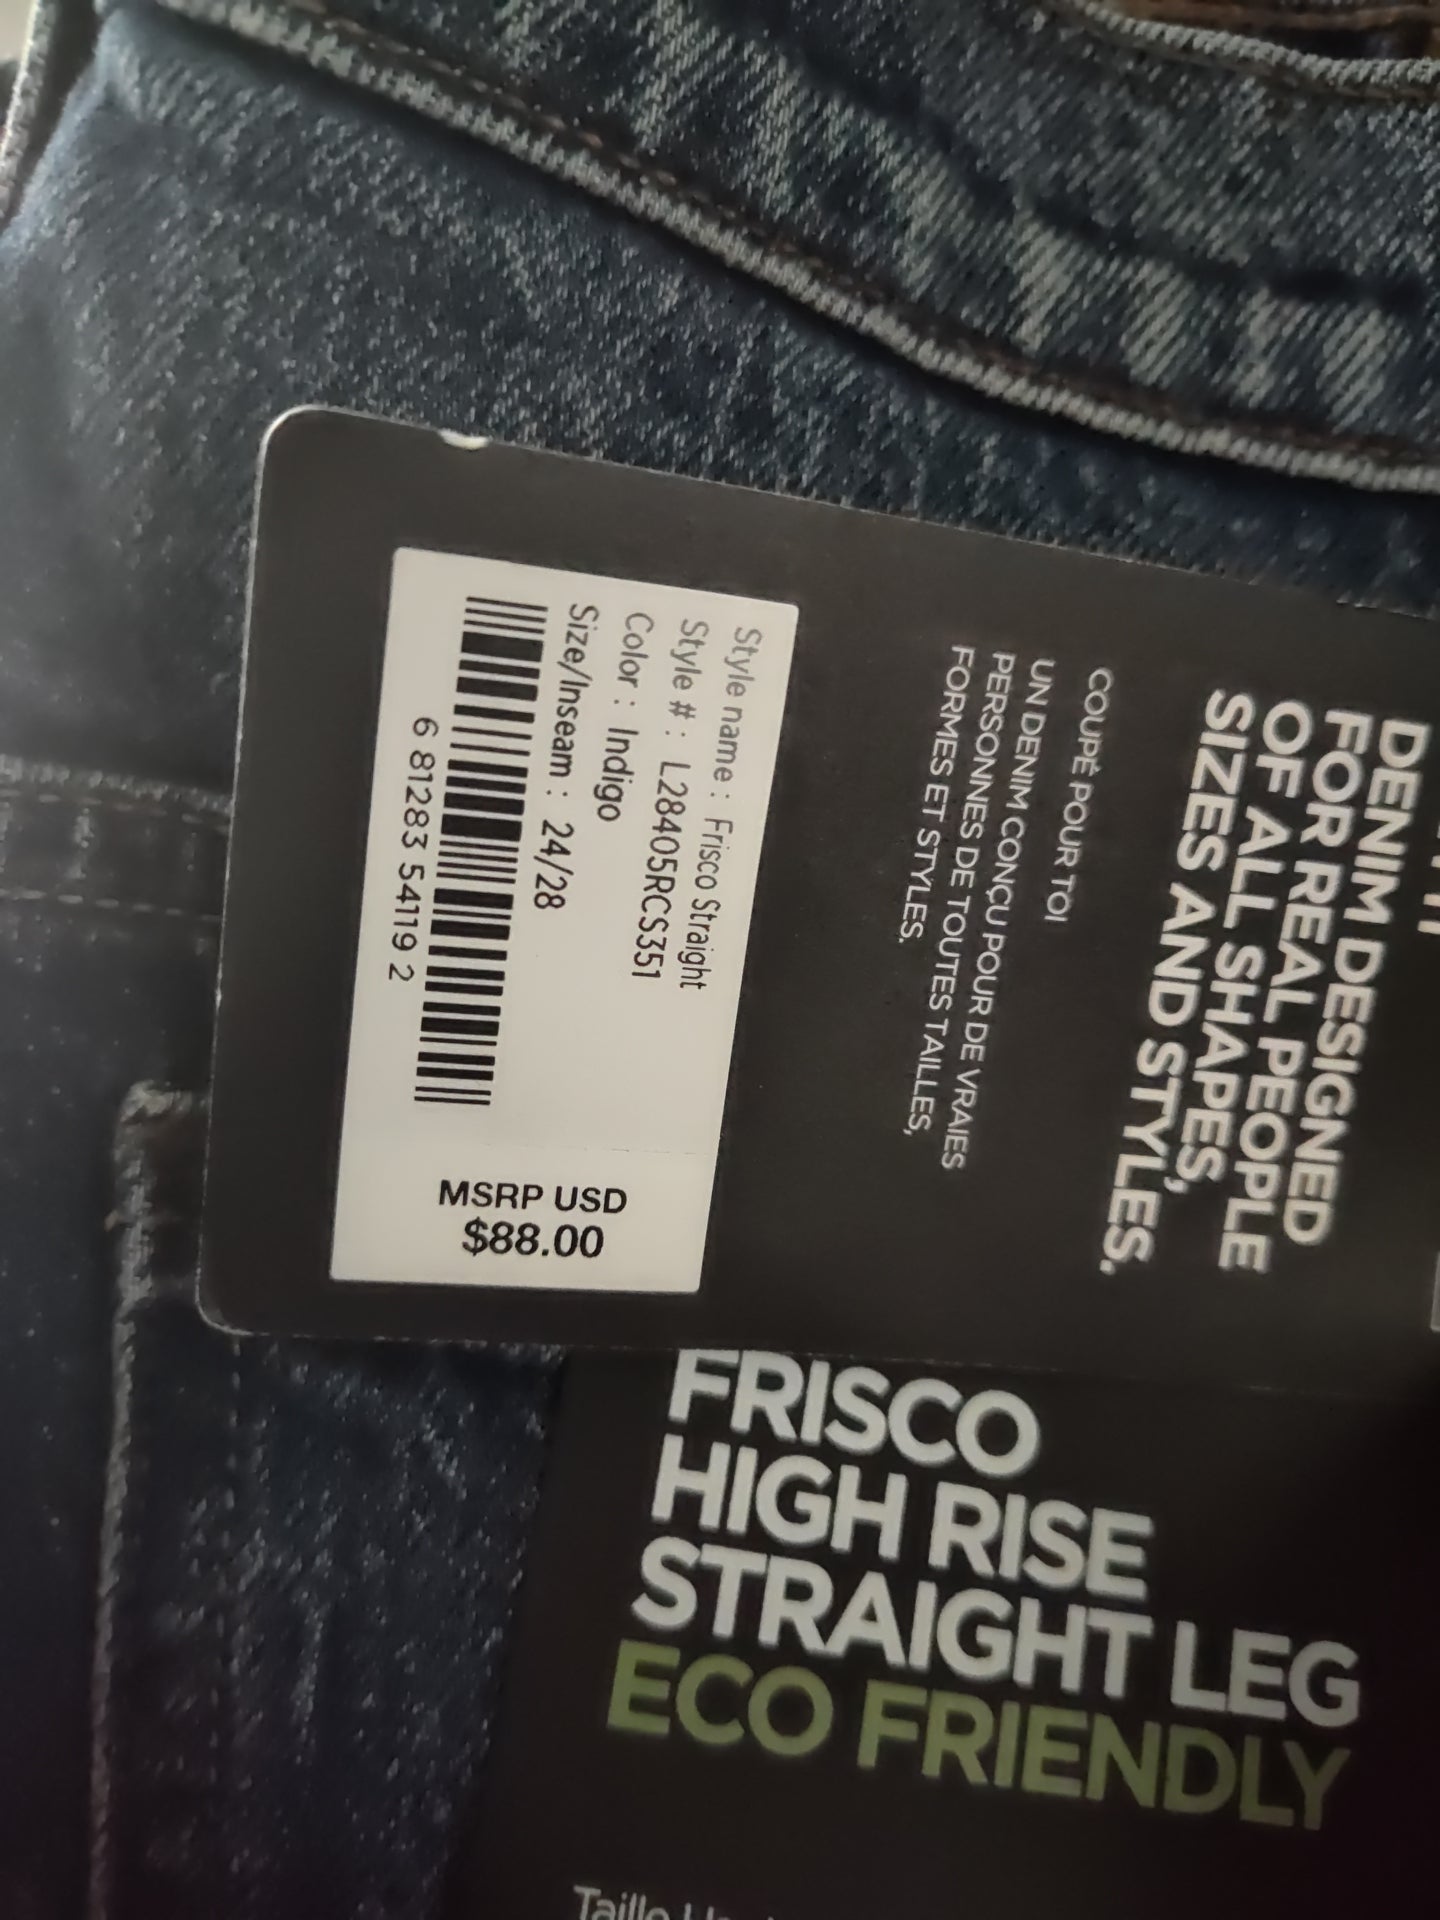 DENIM DESIGNED
FOR REAL PEOPLE
OF ALL SHAPES,
SIZES AND STYLES.
COUPÉ POUR TOI
UN DENIM CONÇU POUR DE VRAIES
PERSONNES DE TOUTES TAILLES,
FORMES ET STYLES.
Style name : Frisco Straight
Style # : L28405RCS351
Color : Indigo
Size/Inseam : 24/28
6 81283 54119 2
MSRP USD
$88.00
FRISCO
HIGH RISE
STRAIGHT LEG
ECO FRIENDLY
Taille